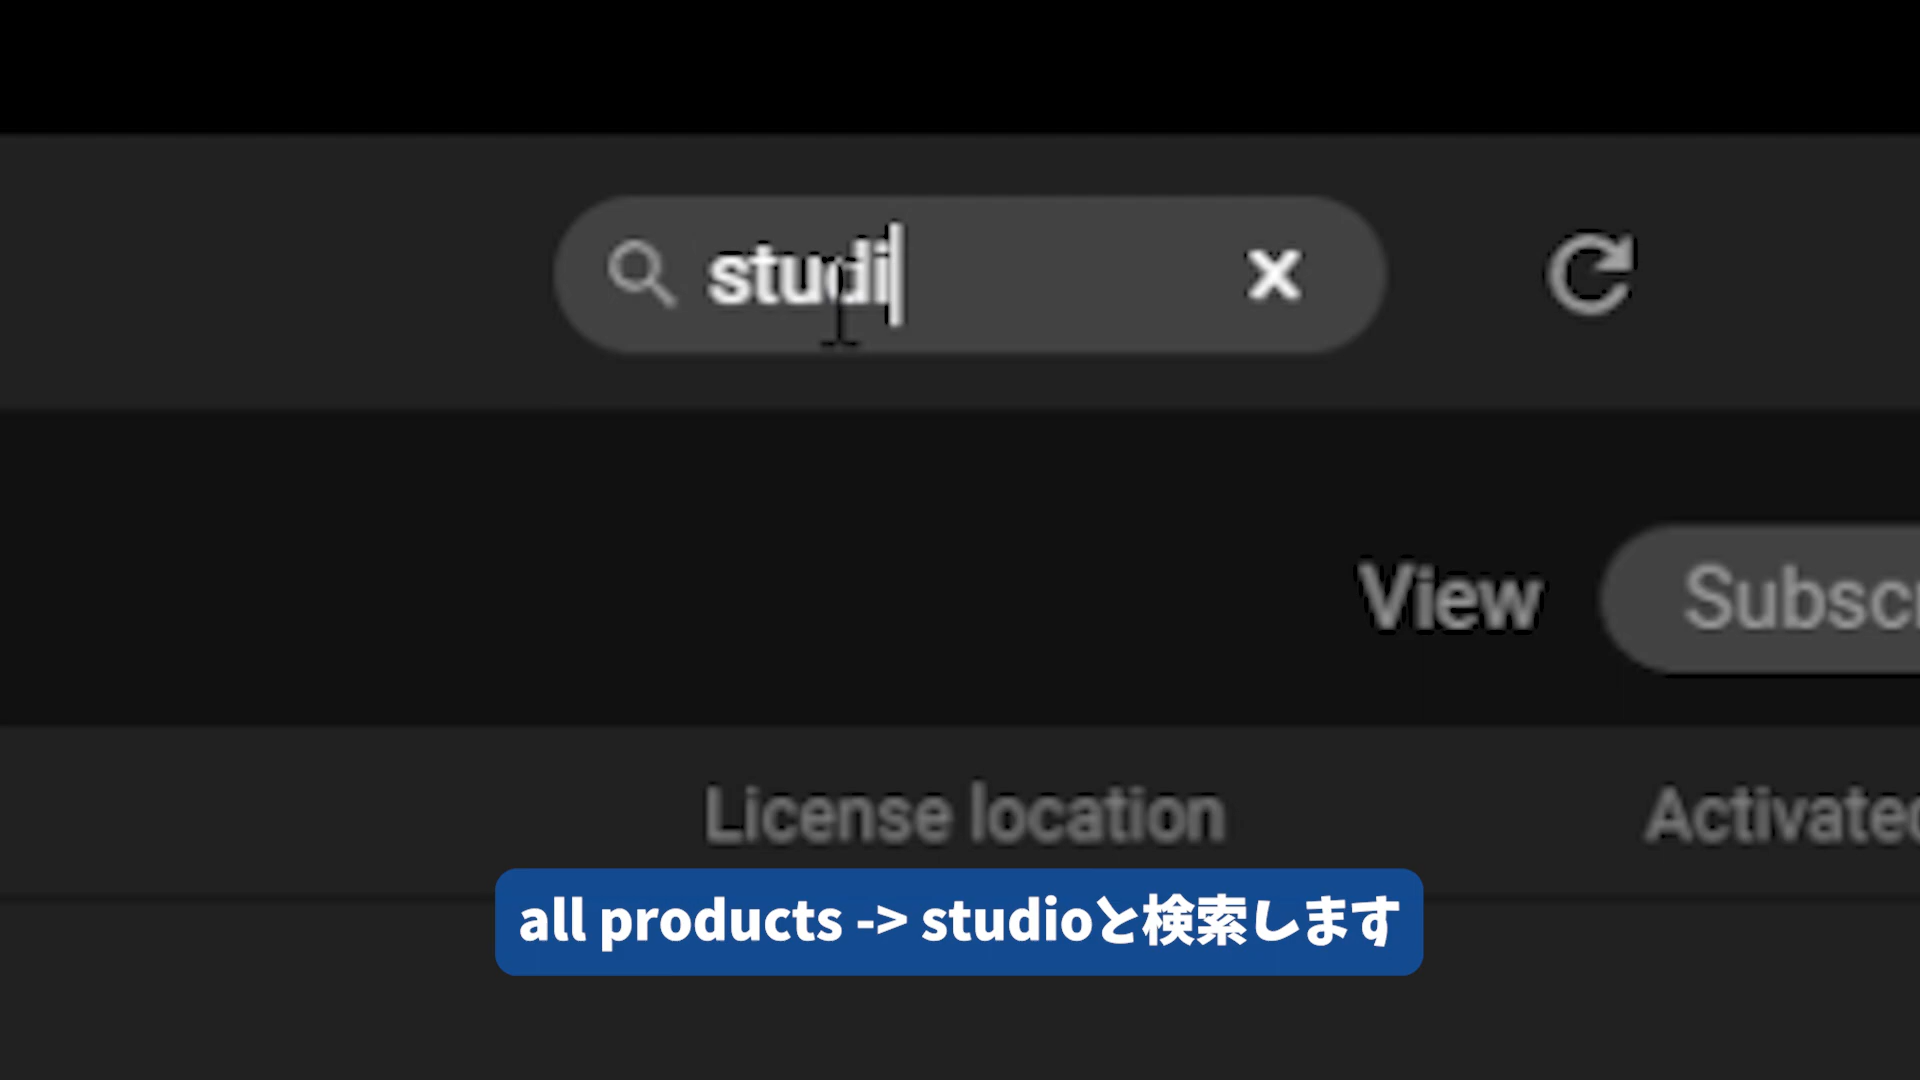 studi
View
Subscr
License location
Activated
all products -> studioと検索します